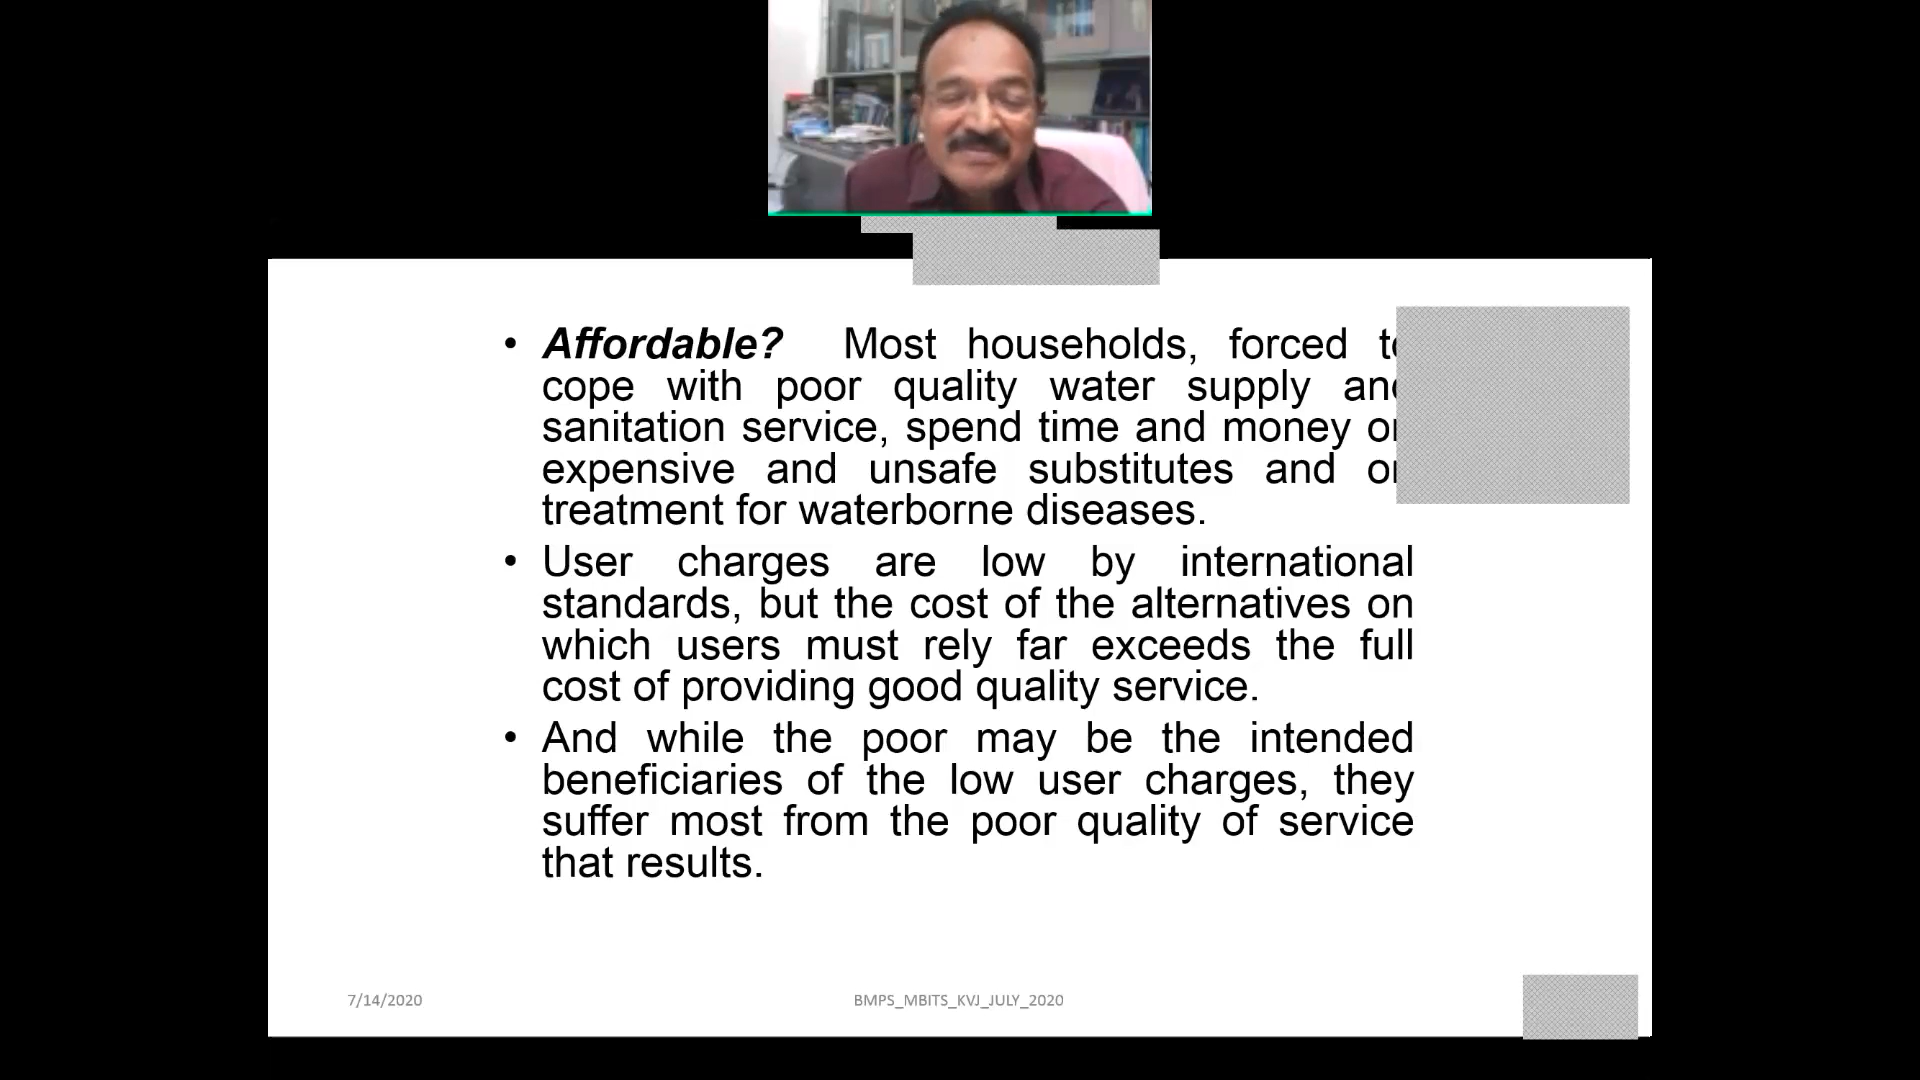 • Affordable? Most households, forced to
cope with poor quality water supply and
sanitation service, spend time and money on
expensive and unsafe substitutes and on
treatment for waterborne diseases.
• User charges are low by international
standards, but the cost of the alternatives on
which users must rely far exceeds the full
cost of providing good quality service.
• And while the poor may be the intended
beneficiaries of the low user charges, they
suffer most from the poor quality of service
that results.
7/14/2020
BMPS_MBITS_KVJ_JULY_2020